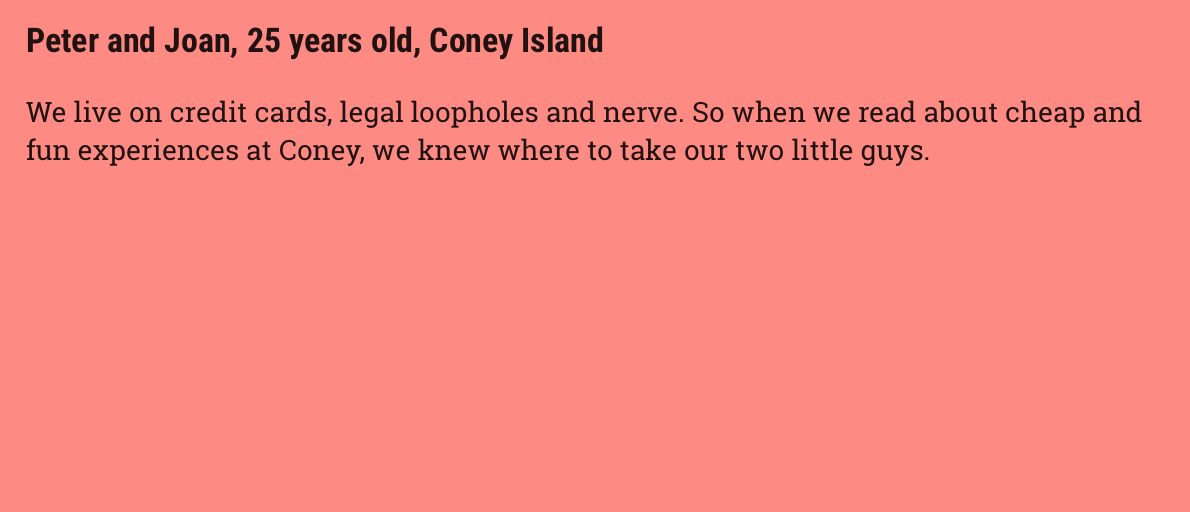 Peter and Joan, 25 years old, Coney Island
We live on credit cards, legal loopholes and nerve. So when we read about cheap and
fun experiences at Coney, we knew where to take our two little guys.